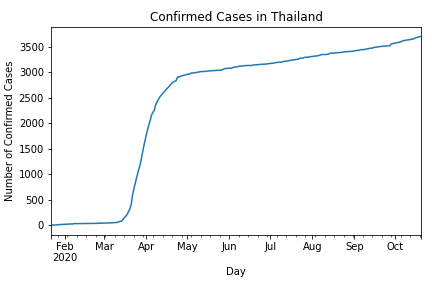 Confirmed Cases in Thailand
Number of Confirmed Cases
3500
3000
2500
2000
1500
1000
500
0
Feb Mar Apr May Jun Jul Aug Sep Oct
2020
Day